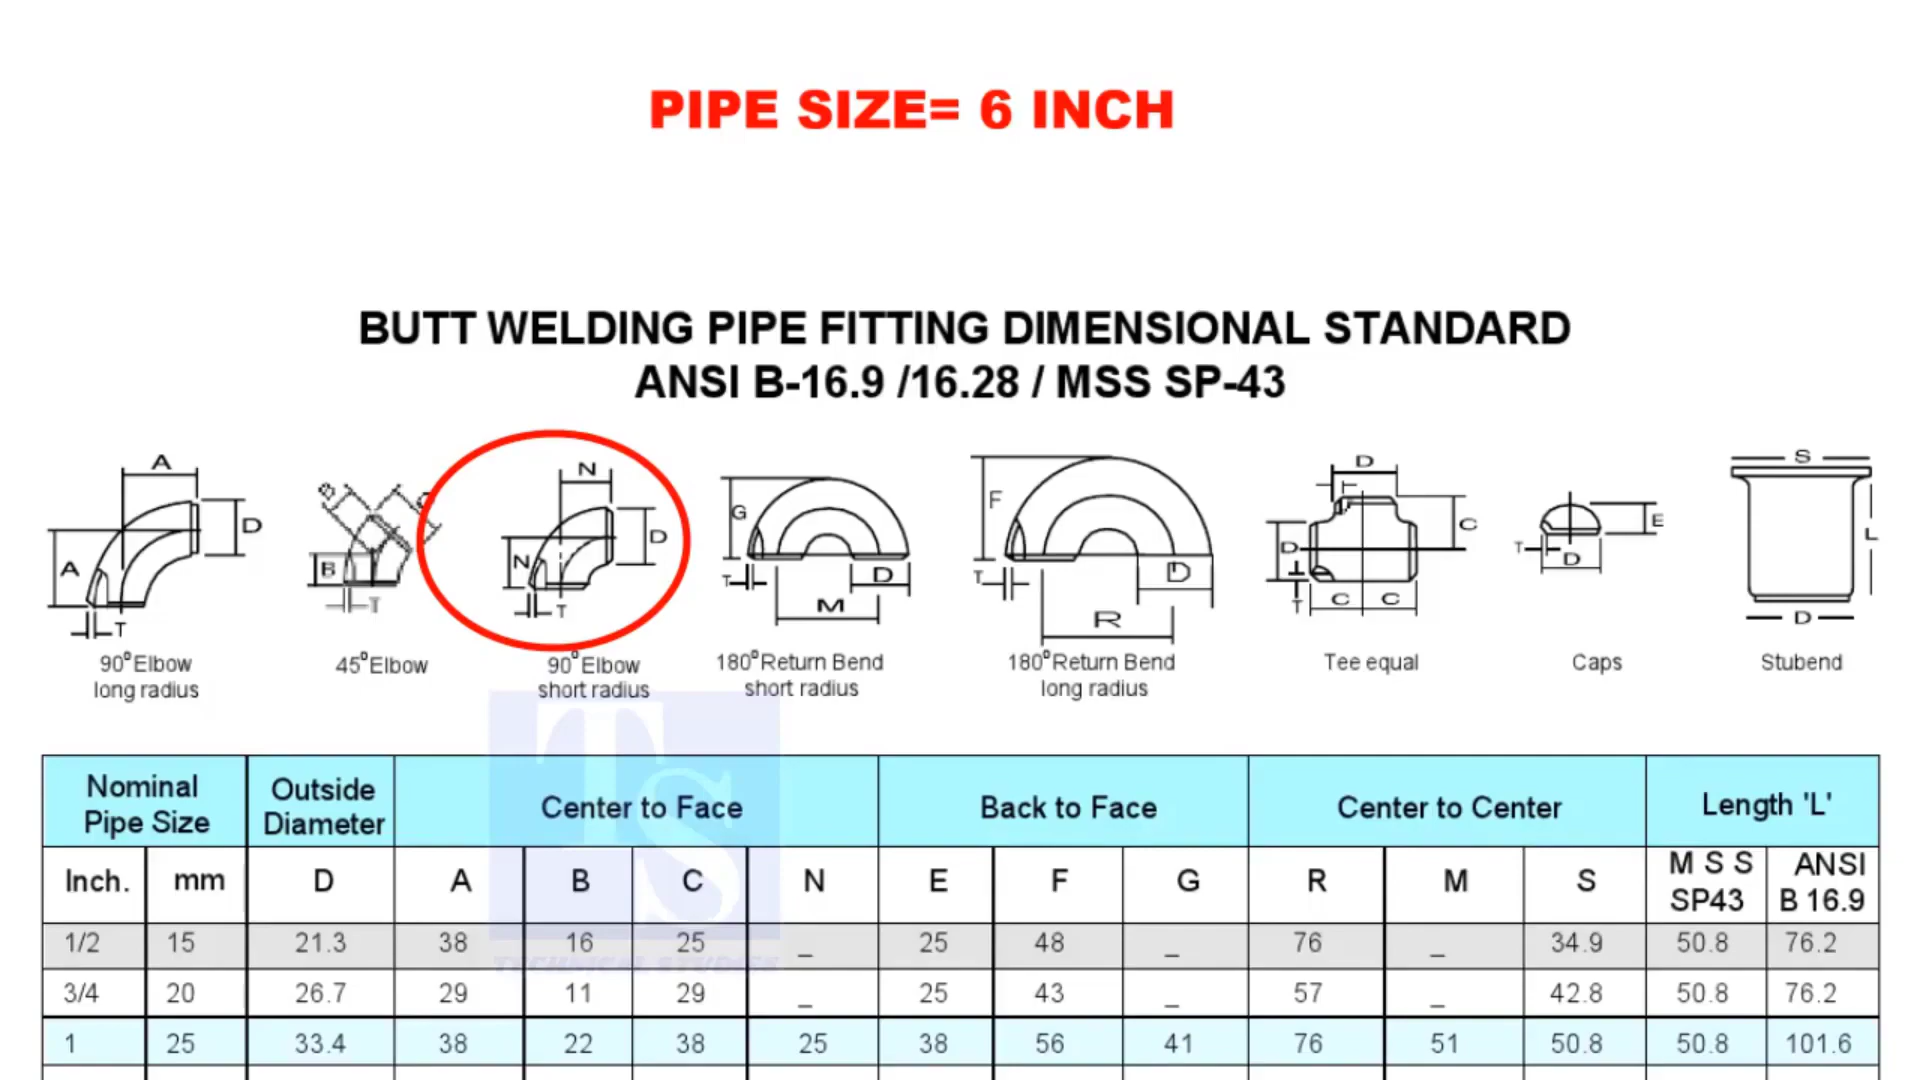 PIPE SIZE= 6 INCH
BUTT WELDING PIPE FITTING DIMENSIONAL STANDARD
ANSI B-16.9 /16.28 / MSS SP-43
A
A
D
T
90° Elbow
long radius
B
T
45° Elbow
N
N
D
T
90° Elbow
short radius
G
T
D
M
180° Return Bend
short radius
F
T
D
R
180° Return Bend
long radius
D
T
D
C
T
C C
Tee equal
E
T
D
Caps
S
L
D
Stubend
TS
TECHNICAL STUDIES
Nominal Pipe Size Outside Diameter Center to Face Back to Face Center to Center Length 'L'
Inch. mm D A B C N E F G R M S M S S SP43 ANSI B 16.9
1/2 15 21.3 38 16 25 _ 25 48 _ 76 _ 34.9 50.8 76.2
3/4 20 26.7 29 11 29 _ 25 43 _ 57 _ 42.8 50.8 76.2
1 25 33.4 38 22 38 25 38 56 41 76 51 50.8 50.8 101.6